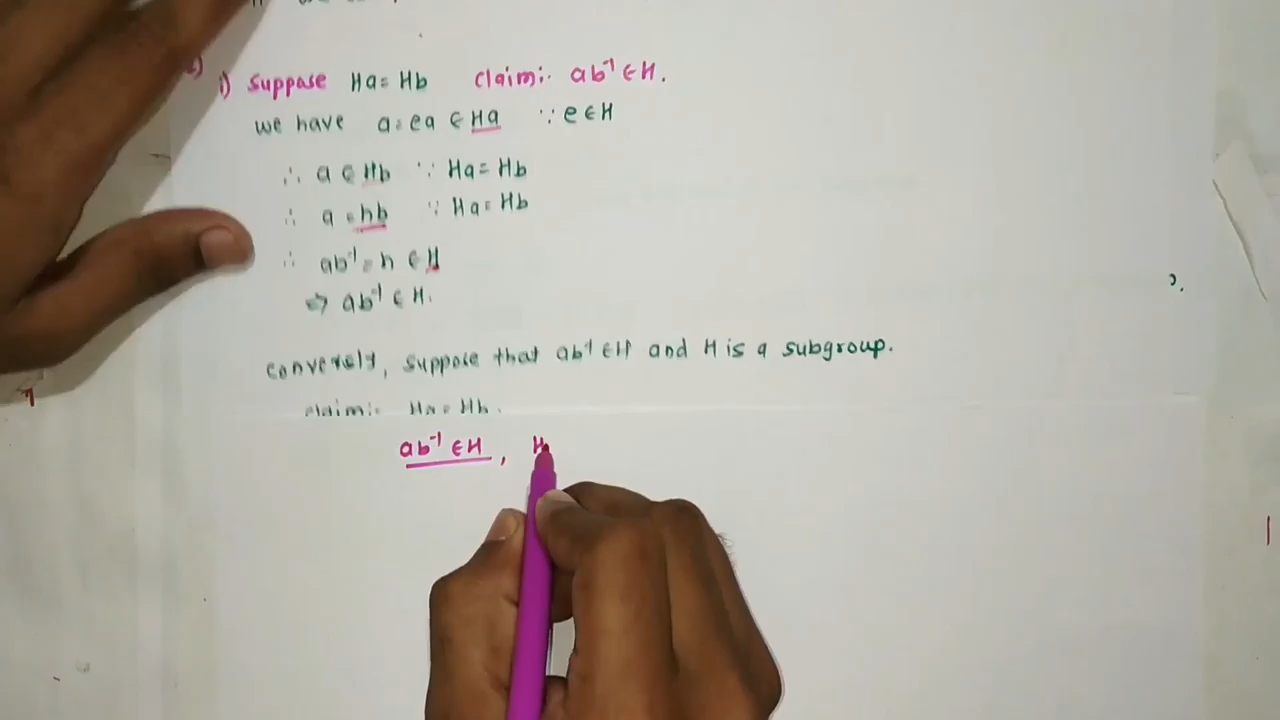 i) Suppose Ha = Hb Claim:- ab⁻¹ ∈ H.
we have a = ea ∈ Ha ∵ e ∈ H
∴ a ∈ Hb ∵ Ha = Hb
∴ a = hb ∵ Ha = Hb
∴ ab⁻¹ = h ∈ H
⇒ ab⁻¹ ∈ H.
conversly, suppose that ab⁻¹ ∈ H and H is a subgroup.
claim:- Ha = Hb.
ab⁻¹ ∈ H, H